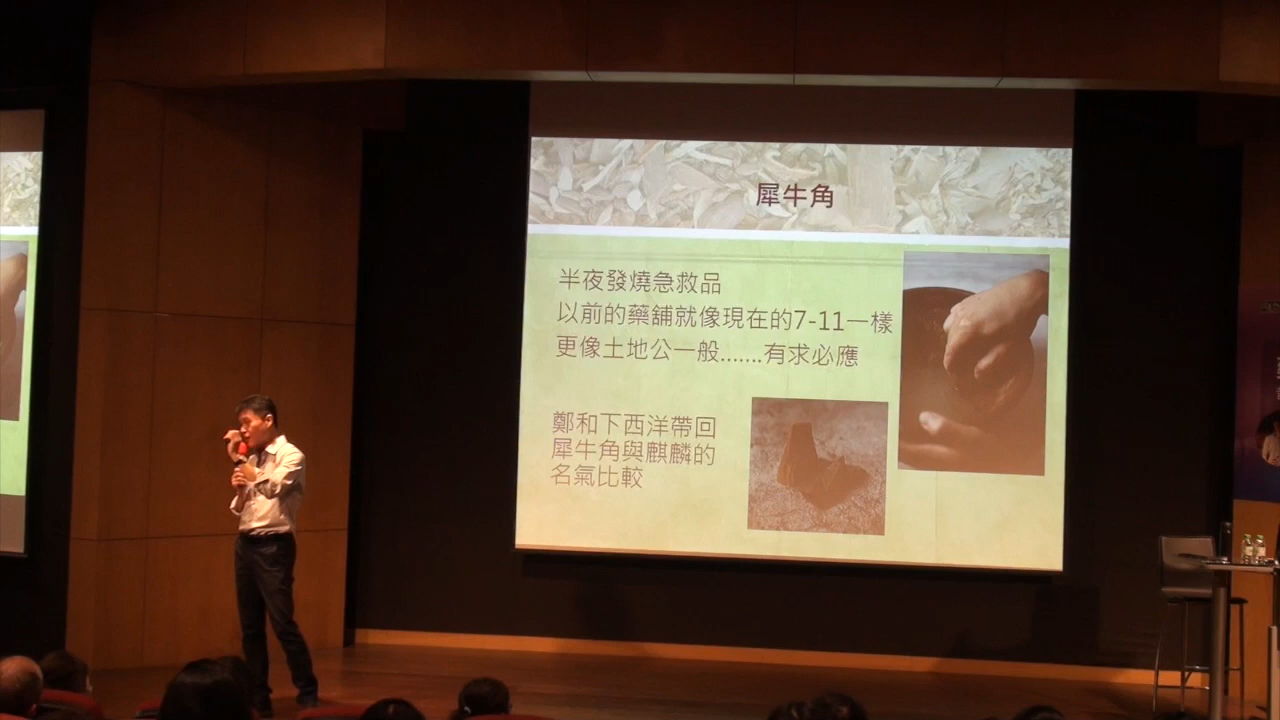 犀牛角
半夜發燒急救品
以前的藥舖就像現在的7-11一樣
更像土地公一般.......有求必應
鄭和下西洋帶回
犀牛角與麒麟的
名氣比較